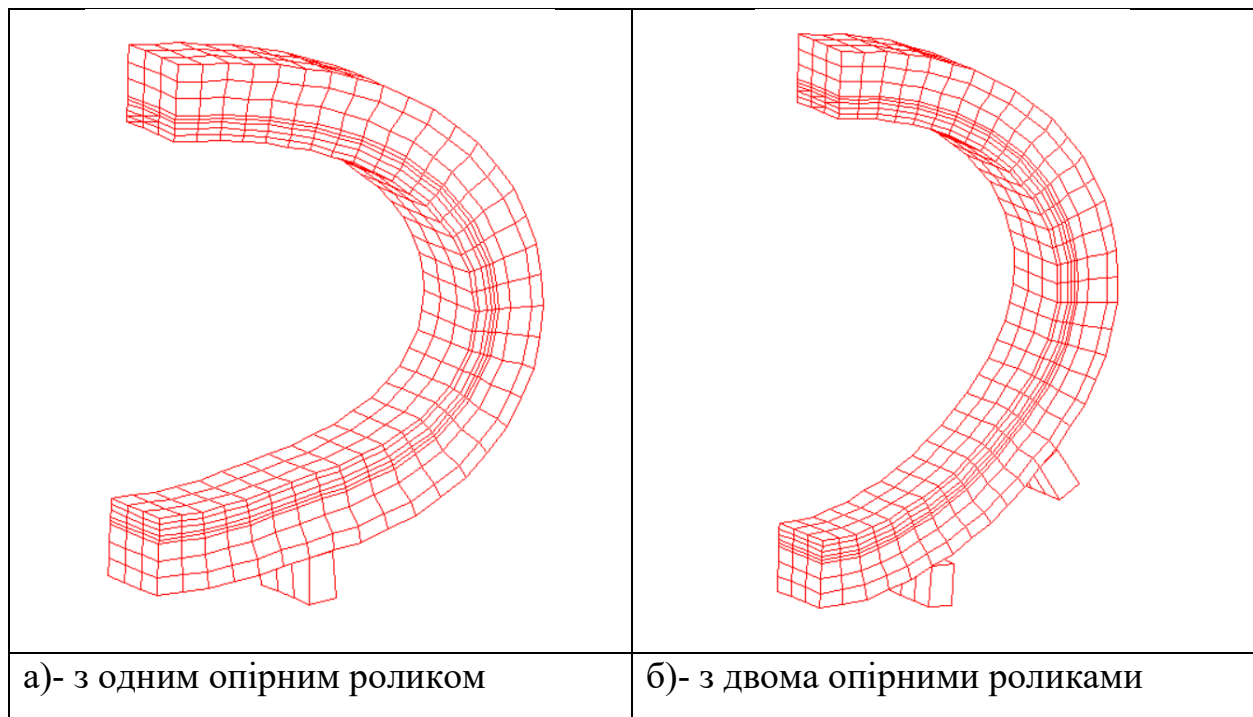 а)- з одним опірним роликом
б)- з двома опірними роликами